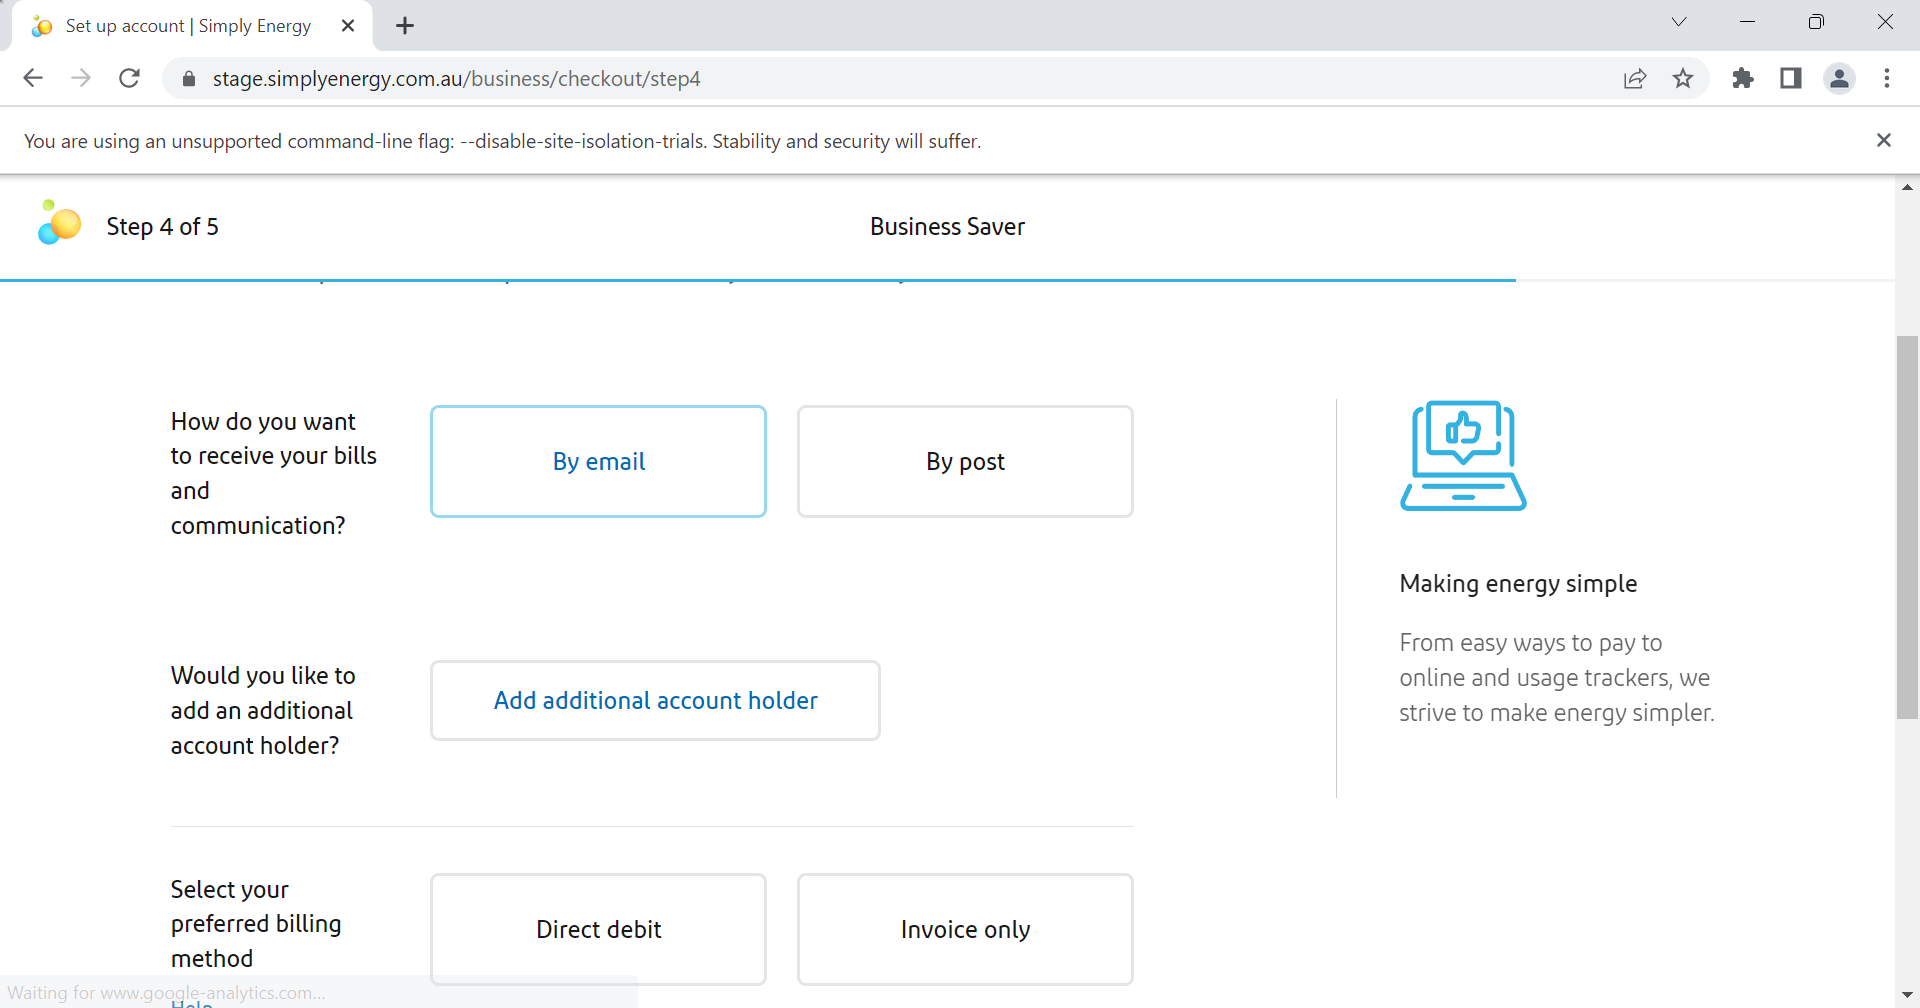 Set up account | Simply Energy
stage.simplyenergy.com.au/business/checkout/step4
You are using an unsupported command-line flag: --disable-site-isolation-trials. Stability and security will suffer.
Step 4 of 5
Business Saver
How do you want
to receive your bills
and
communication?
By email
By post
Making energy simple
From easy ways to pay to
online and usage trackers, we
strive to make energy simpler.
Would you like to
add an additional
account holder?
Add additional account holder
Select your
preferred billing
method
Direct debit
Invoice only
Help
Waiting for www.google-analytics.com...